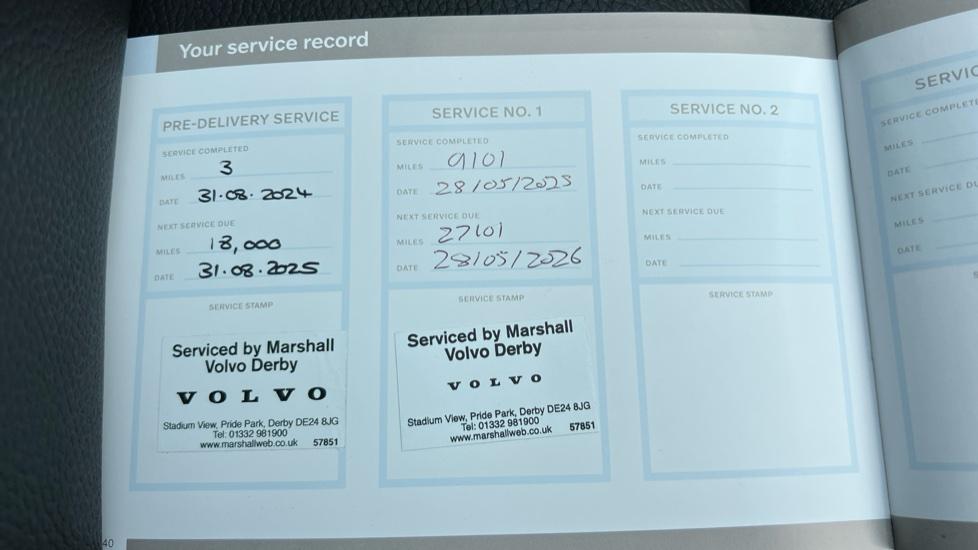 Your service record
PRE-DELIVERY SERVICE
SERVICE COMPLETED
MILES 3
DATE 31.08.2024
NEXT SERVICE DUE
MILES 18,000
DATE 31.08.2025
SERVICE STAMP
Serviced by Marshall
Volvo Derby
VOLVO
Stadium View, Pride Park, Derby DE24 8JG
Tel: 01332 981900
www.marshallweb.co.uk 57851
SERVICE NO. 1
SERVICE COMPLETED
MILES 9101
DATE 28/05/2025
NEXT SERVICE DUE
MILES 27101
DATE 28/05/2026
SERVICE STAMP
Serviced by Marshall
Volvo Derby
VOLVO
Stadium View, Pride Park, Derby DE24 8JG
Tel: 01332 981900
www.marshallweb.co.uk 57851
SERVICE NO. 2
SERVICE COMPLETED
MILES
DATE
NEXT SERVICE DUE
MILES
DATE
SERVICE STAMP
MILES
DATE
MILES
DATE
40